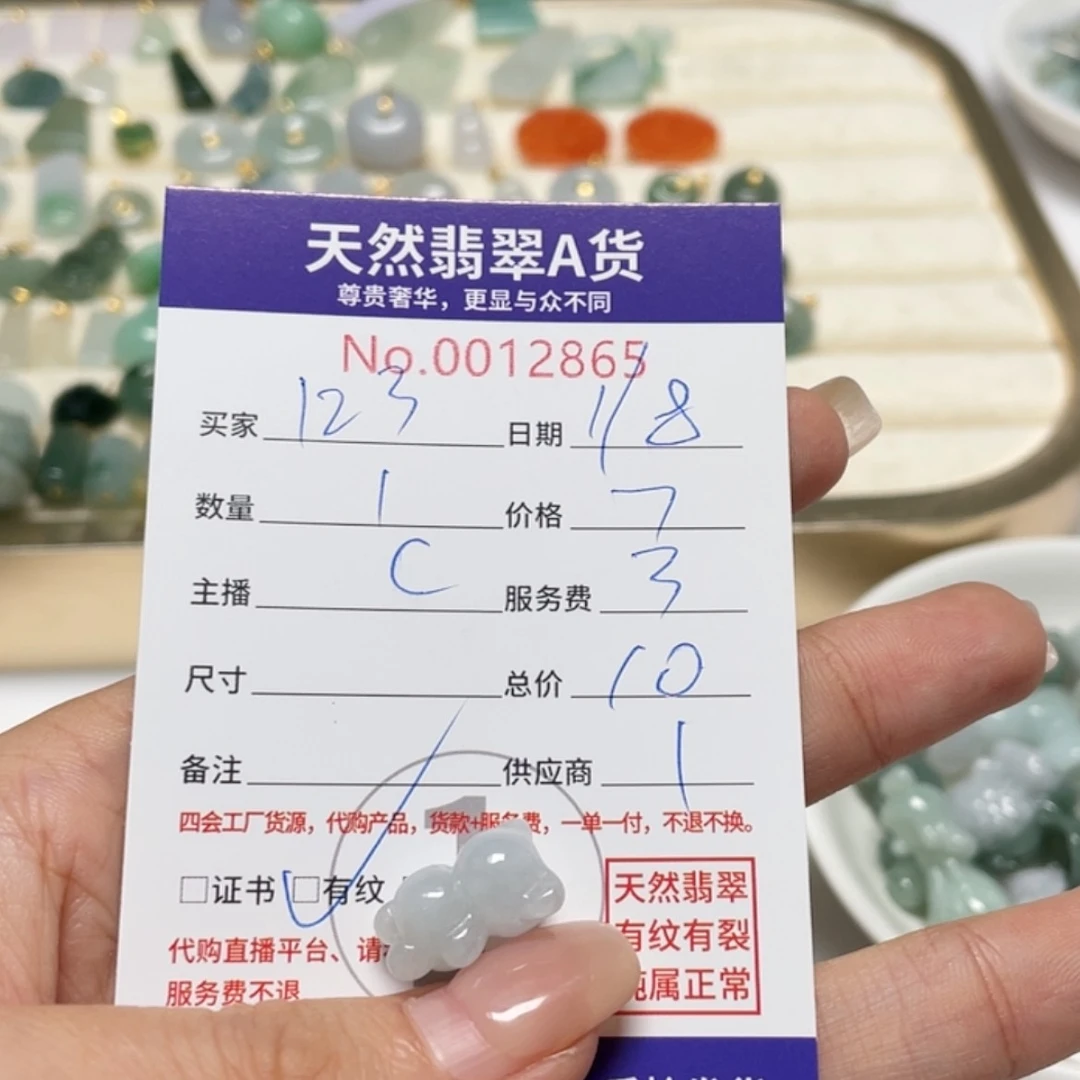 天然翡翠A货
尊贵奢华，更显与众不同
No.0012865
买家 123 日期 1/8
数量 1 价格 7
主播 C 服务费 3
尺寸 总价 10
备注 供应商 1
四会工厂货源，代购产品，货款+服务费，一单一付，不退不换。
□证书 □有纹
代购直播平台、请
服务费不退
天然翡翠
有纹有裂
纯属正常